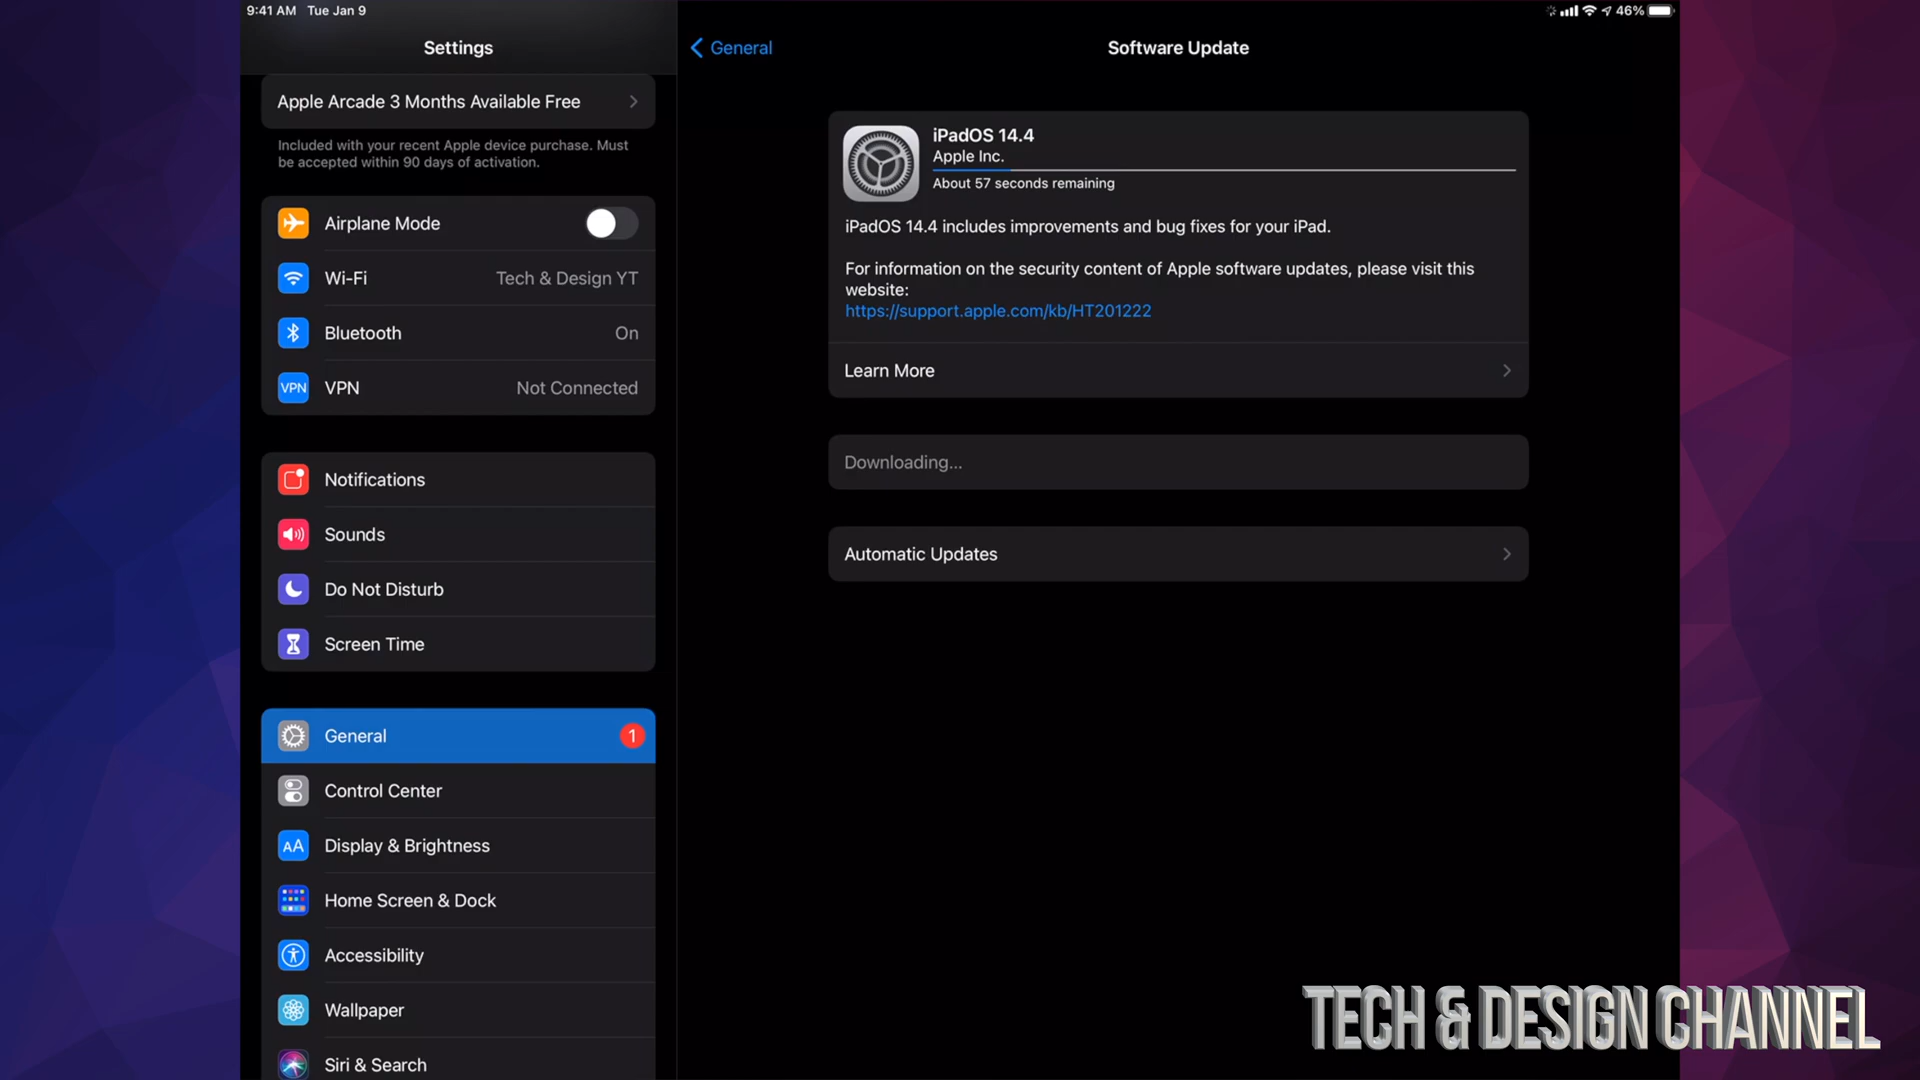 9:41 AM Tue Jan 9
46%
Settings
General
Software Update
Apple Arcade 3 Months Available Free
Included with your recent Apple device purchase. Must
be accepted within 90 days of activation.
Airplane Mode
Wi-Fi Tech & Design YT
Bluetooth On
VPN VPN Not Connected
Notifications
Sounds
Do Not Disturb
Screen Time
General 1
Control Center
AA Display & Brightness
Home Screen & Dock
Accessibility
Wallpaper
Siri & Search
iPadOS 14.4
Apple Inc.
About 57 seconds remaining
iPadOS 14.4 includes improvements and bug fixes for your iPad.
For information on the security content of Apple software updates, please visit this
website:
https://support.apple.com/kb/HT201222
Learn More
Downloading...
Automatic Updates
TECH & DESIGN CHANNEL